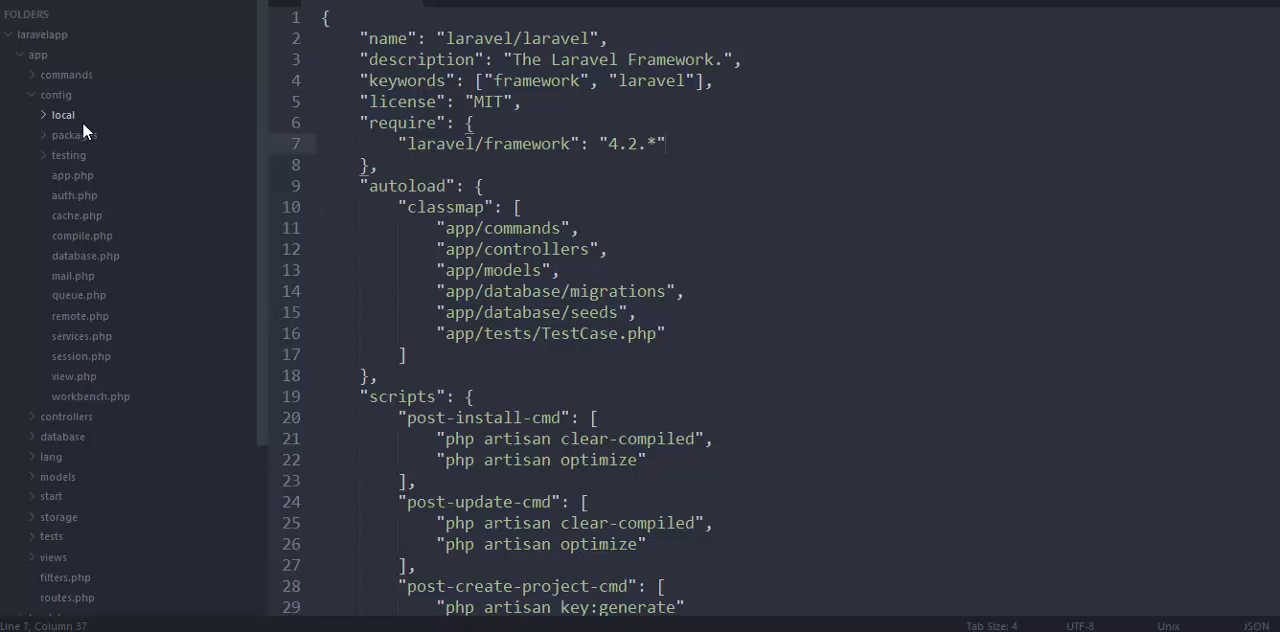 FOLDERS
laravelapp
app
commands
config
local
packages
testing
app.php
auth.php
cache.php
compile.php
database.php
mail.php
queue.php
remote.php
services.php
session.php
view.php
workbench.php
controllers
database
lang
models
start
storage
tests
views
filters.php
routes.php
1 {
2 "name": "laravel/laravel",
3 "description": "The Laravel Framework.",
4 "keywords": ["framework", "laravel"],
5 "license": "MIT",
6 "require": {
7 "laravel/framework": "4.2.*"
8 },
9 "autoload": {
10 "classmap": [
11 "app/commands",
12 "app/controllers",
13 "app/models",
14 "app/database/migrations",
15 "app/database/seeds",
16 "app/tests/TestCase.php"
17 ]
18 },
19 "scripts": {
20 "post-install-cmd": [
21 "php artisan clear-compiled",
22 "php artisan optimize"
23 ],
24 "post-update-cmd": [
25 "php artisan clear-compiled",
26 "php artisan optimize"
27 ],
28 "post-create-project-cmd": [
29 "php artisan key:generate"
Line 7, Column 37
Tab Size: 4
UTF-8
Unix
JSON